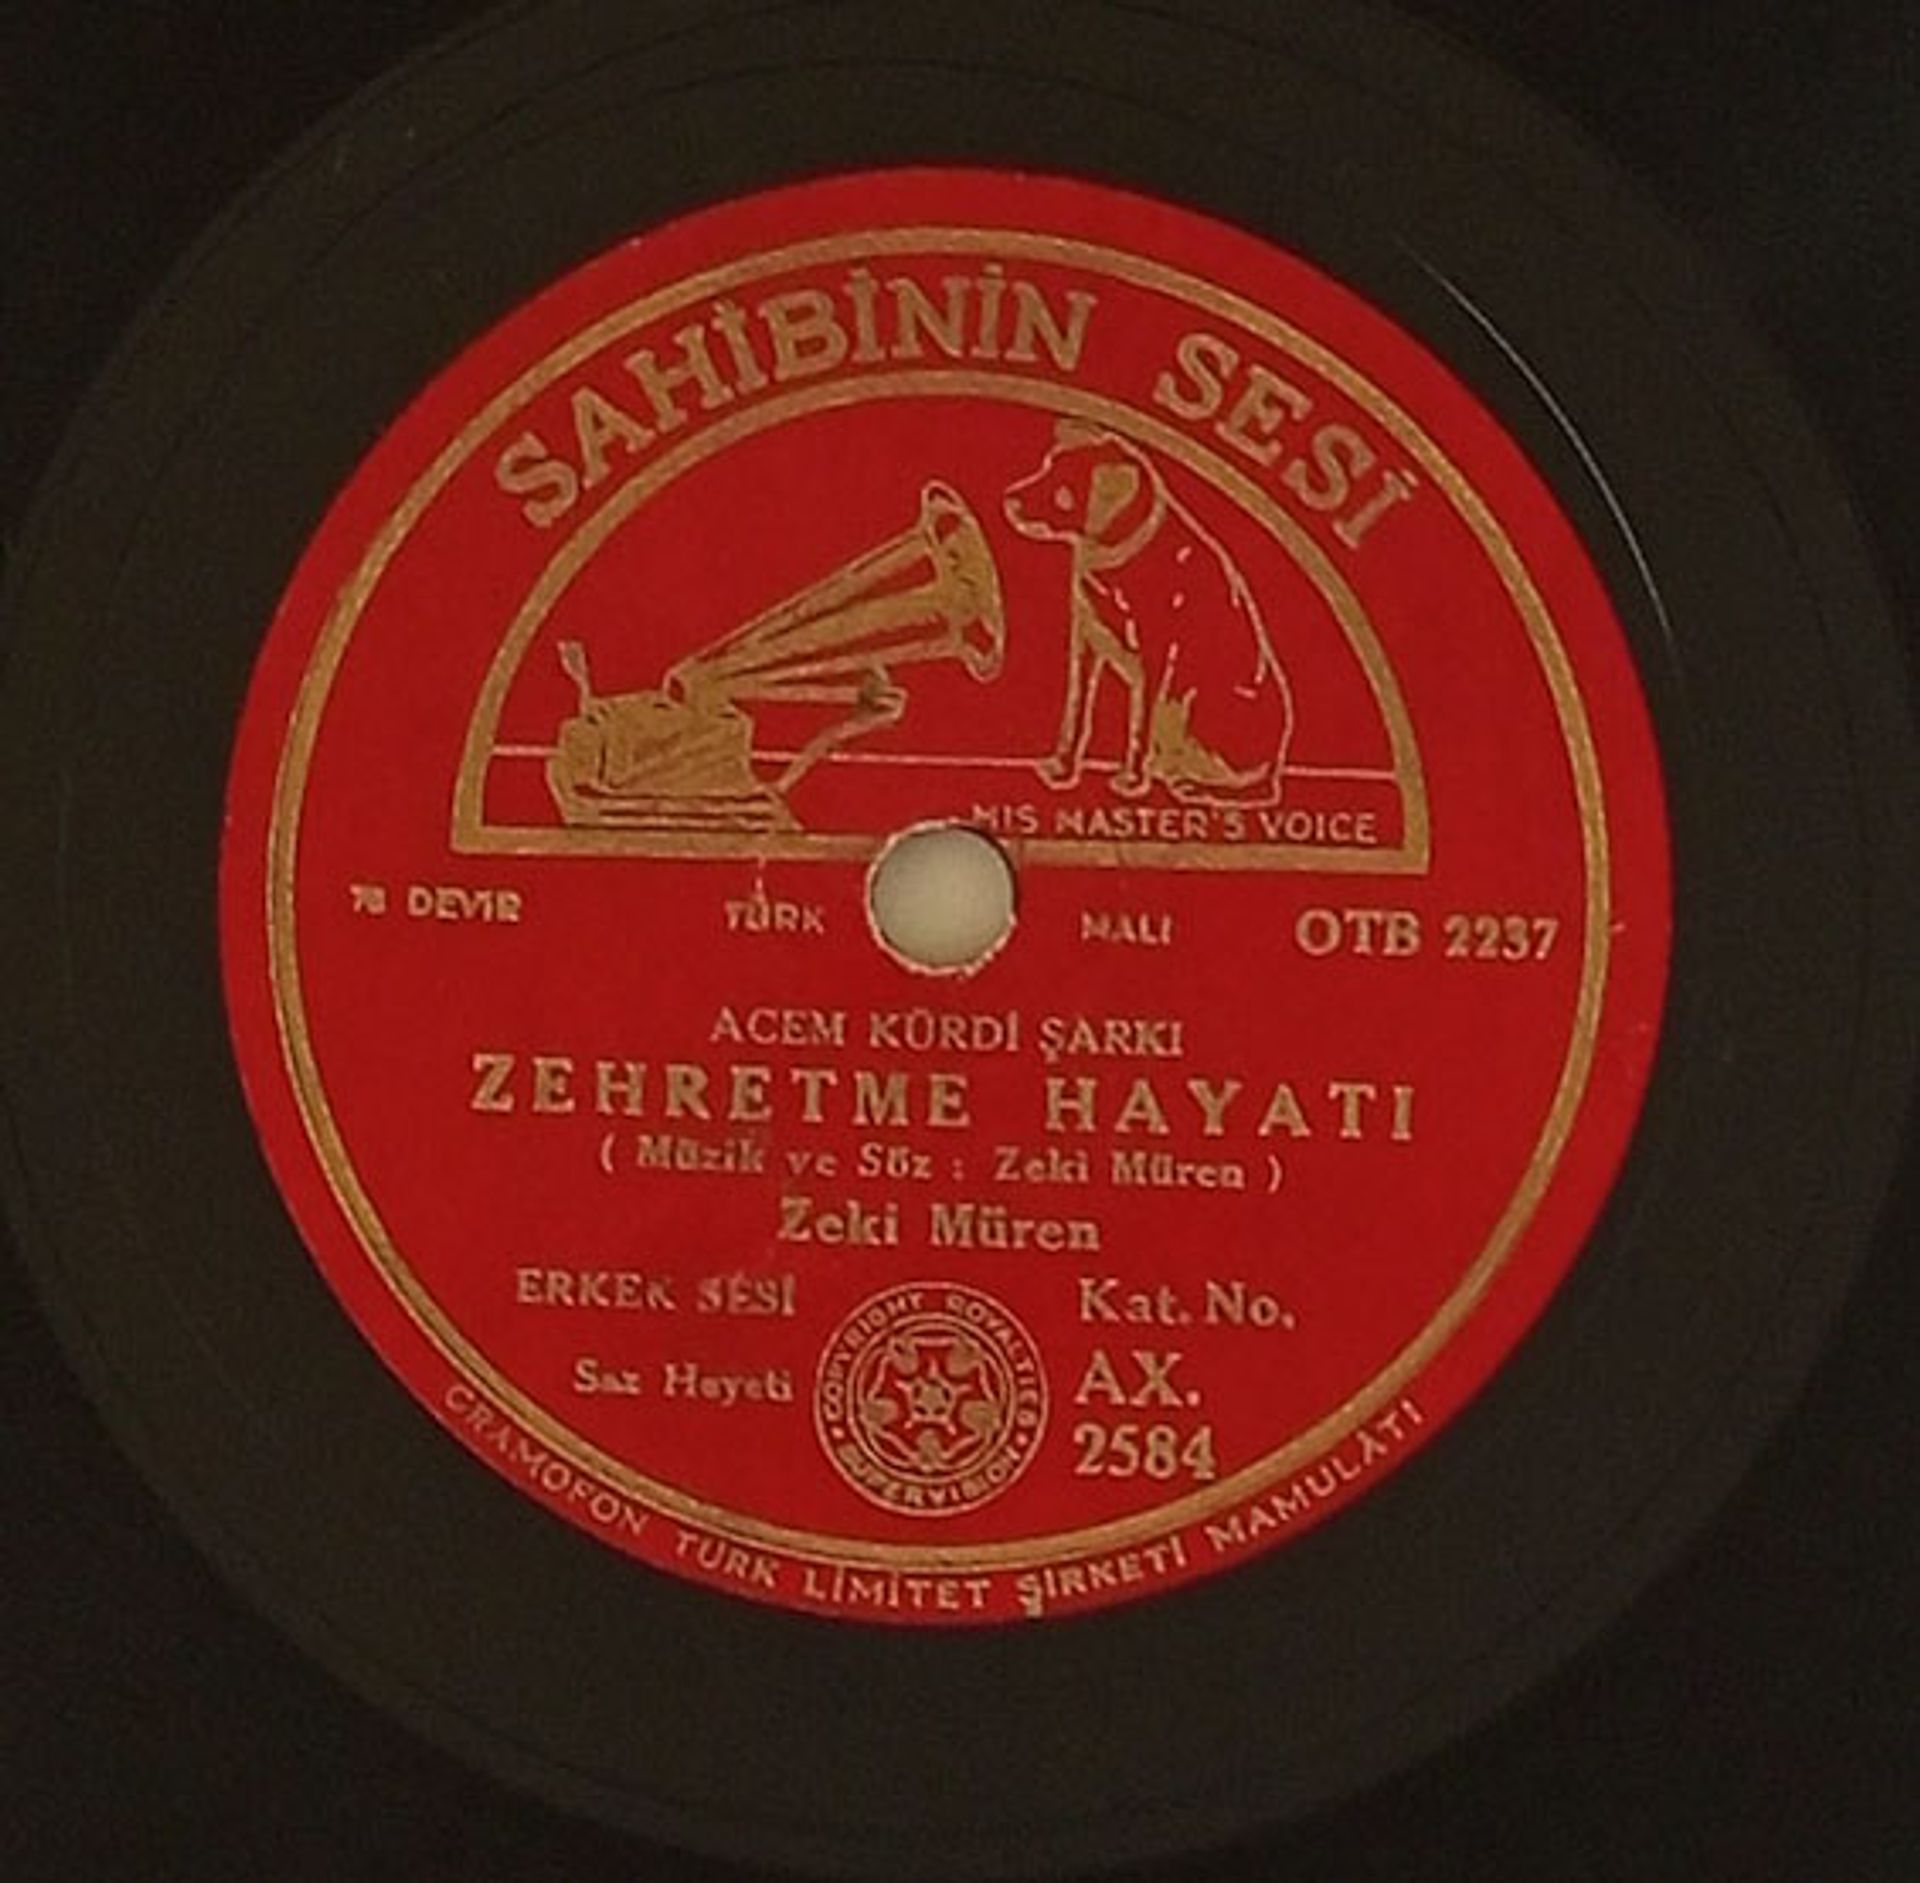 SAHİBİNİN SESİ
HIS MASTER'S VOICE
78 DEVİR
TÜRK MALI
OTB 2237
ACEM KÜRDİ ŞARKI
ZEHRETME HAYATI
( Müzik ve Söz : Zeki Müren )
Zeki Müren
ERKEK SESİ
Saz Heyeti
Kat. No.
AX.
2584
COPYRIGHT ROYALTIES
SUPERVISION
GRAMOFON TÜRK LİMİTET ŞİRKETİ MAMULÂTI